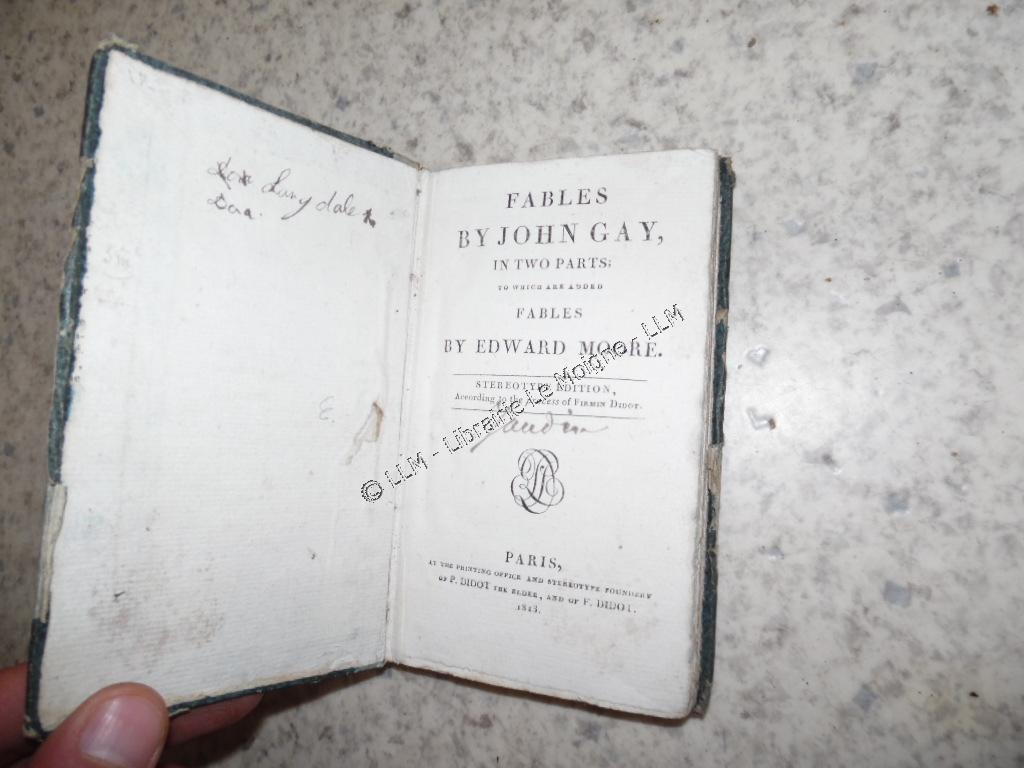 FABLES
BY JOHN GAY,
IN TWO PARTS;
TO WHICH ARE ADDED
FABLES
BY EDWARD MOORE.
STEREOTYPE EDITION,
According to the process of FIRMIN DIDOT.
PARIS,
AT THE PRINTING OFFICE AND STEREOTYPE FOUNDERY
OF P. DIDOT THE ELDER, AND OF F. DIDOT.
1813.
© LLM - Librairie Le Moignor LLM